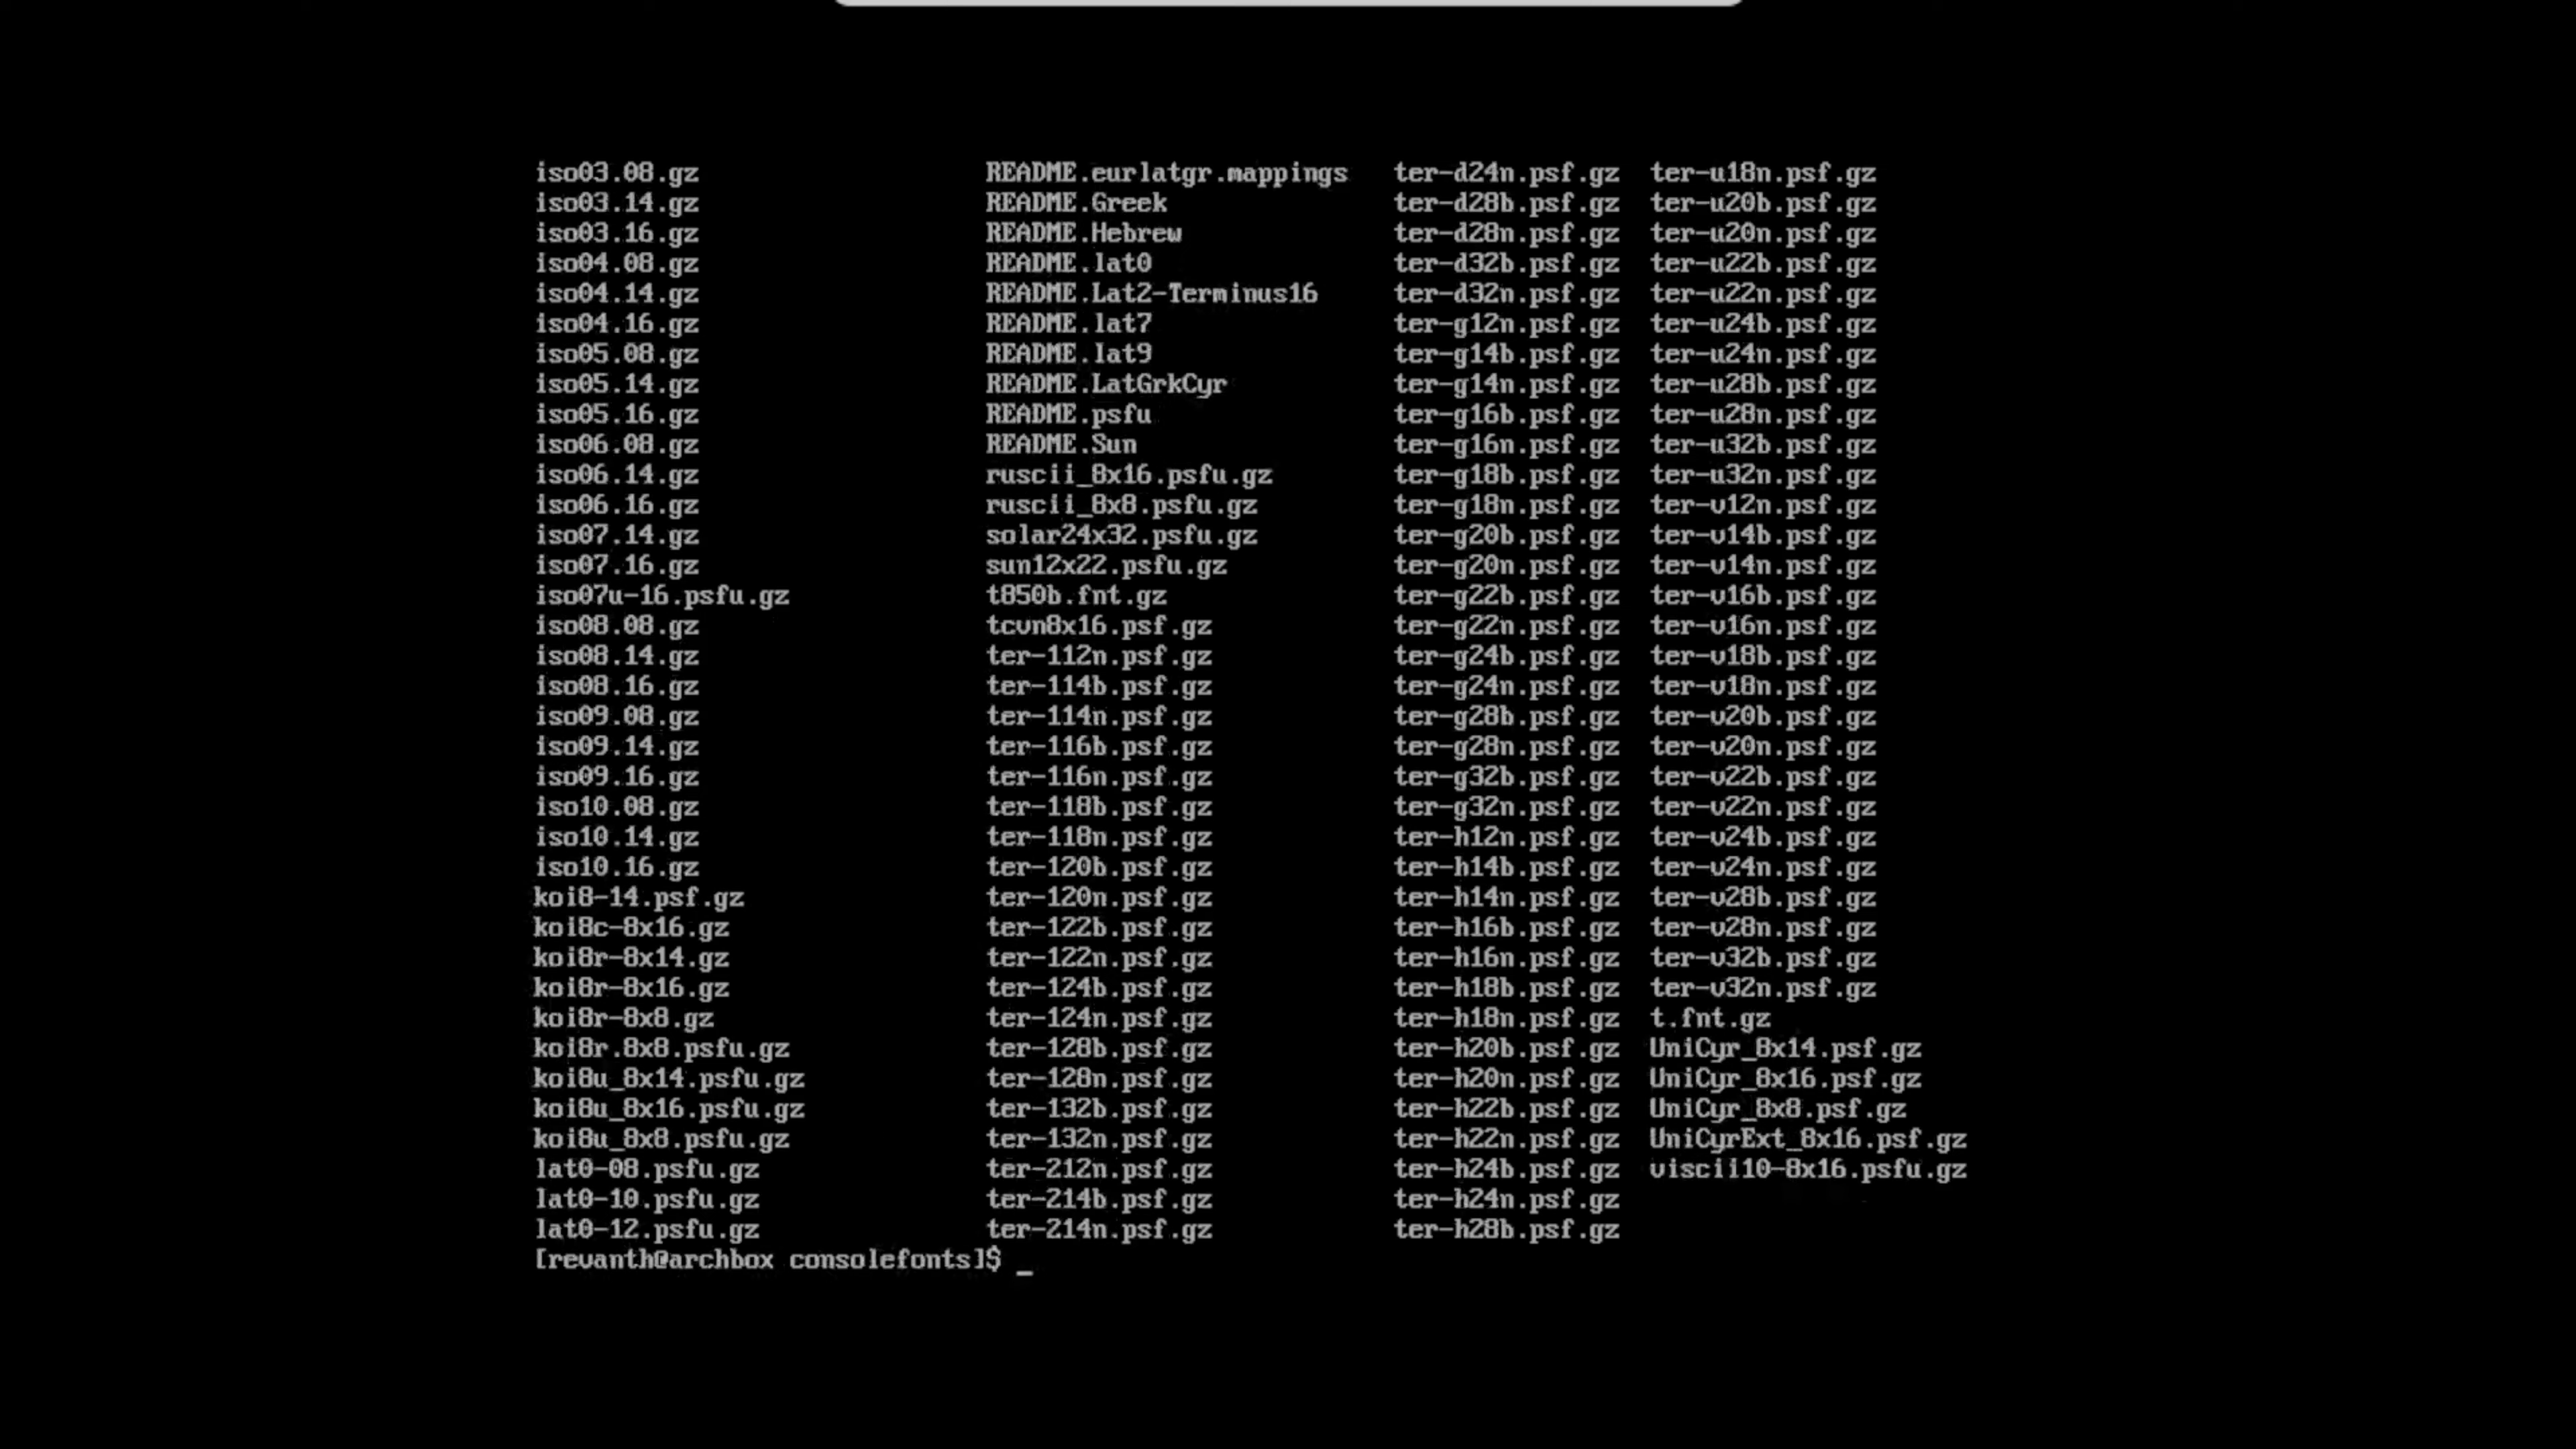 iso03.08.gz README.eurlatgr.mappings ter-d24n.psf.gz ter-u18n.psf.gz
iso03.14.gz README.Greek ter-d28b.psf.gz ter-u20b.psf.gz
iso03.16.gz README.Hebrew ter-d28n.psf.gz ter-u20n.psf.gz
iso04.08.gz README.lat0 ter-d32b.psf.gz ter-u22b.psf.gz
iso04.14.gz README.Lat2-Terminus16 ter-d32n.psf.gz ter-u22n.psf.gz
iso04.16.gz README.lat7 ter-g12n.psf.gz ter-u24b.psf.gz
iso05.08.gz README.lat9 ter-g14b.psf.gz ter-u24n.psf.gz
iso05.14.gz README.LatGrkCyr ter-g14n.psf.gz ter-u28b.psf.gz
iso05.16.gz README.psfu ter-g16b.psf.gz ter-u28n.psf.gz
iso06.08.gz README.Sun ter-g16n.psf.gz ter-u32b.psf.gz
iso06.14.gz ruscii_8x16.psfu.gz ter-g18b.psf.gz ter-u32n.psf.gz
iso06.16.gz ruscii_8x8.psfu.gz ter-g18n.psf.gz ter-v12n.psf.gz
iso07.14.gz solar24x32.psfu.gz ter-g20b.psf.gz ter-v14b.psf.gz
iso07.16.gz sun12x22.psfu.gz ter-g20n.psf.gz ter-v14n.psf.gz
iso07u-16.psfu.gz t850b.fnt.gz ter-g22b.psf.gz ter-v16b.psf.gz
iso08.08.gz tcvn8x16.psf.gz ter-g22n.psf.gz ter-v16n.psf.gz
iso08.14.gz ter-112n.psf.gz ter-g24b.psf.gz ter-v18b.psf.gz
iso08.16.gz ter-114b.psf.gz ter-g24n.psf.gz ter-v18n.psf.gz
iso09.08.gz ter-114n.psf.gz ter-g28b.psf.gz ter-v20b.psf.gz
iso09.14.gz ter-116b.psf.gz ter-g28n.psf.gz ter-v20n.psf.gz
iso09.16.gz ter-116n.psf.gz ter-g32b.psf.gz ter-v22b.psf.gz
iso10.08.gz ter-118b.psf.gz ter-g32n.psf.gz ter-v22n.psf.gz
iso10.14.gz ter-118n.psf.gz ter-h12n.psf.gz ter-v24b.psf.gz
iso10.16.gz ter-120b.psf.gz ter-h14b.psf.gz ter-v24n.psf.gz
koi8-14.psf.gz ter-120n.psf.gz ter-h14n.psf.gz ter-v28b.psf.gz
koi8c-8x16.gz ter-122b.psf.gz ter-h16b.psf.gz ter-v28n.psf.gz
koi8r-8x14.gz ter-122n.psf.gz ter-h16n.psf.gz ter-v32b.psf.gz
koi8r-8x16.gz ter-124b.psf.gz ter-h18b.psf.gz ter-v32n.psf.gz
koi8r-8x8.gz ter-124n.psf.gz ter-h18n.psf.gz t.fnt.gz
koi8r.8x8.psfu.gz ter-128b.psf.gz ter-h20b.psf.gz UniCyr_8x14.psf.gz
koi8u_8x14.psfu.gz ter-128n.psf.gz ter-h20n.psf.gz UniCyr_8x16.psf.gz
koi8u_8x16.psfu.gz ter-132b.psf.gz ter-h22b.psf.gz UniCyr_8x8.psf.gz
koi8u_8x8.psfu.gz ter-132n.psf.gz ter-h22n.psf.gz UniCyrExt_8x16.psf.gz
lat0-08.psfu.gz ter-212n.psf.gz ter-h24b.psf.gz viscii10-8x16.psfu.gz
lat0-10.psfu.gz ter-214b.psf.gz ter-h24n.psf.gz
lat0-12.psfu.gz ter-214n.psf.gz ter-h28b.psf.gz
[revanth@archbox consolefonts]$ _